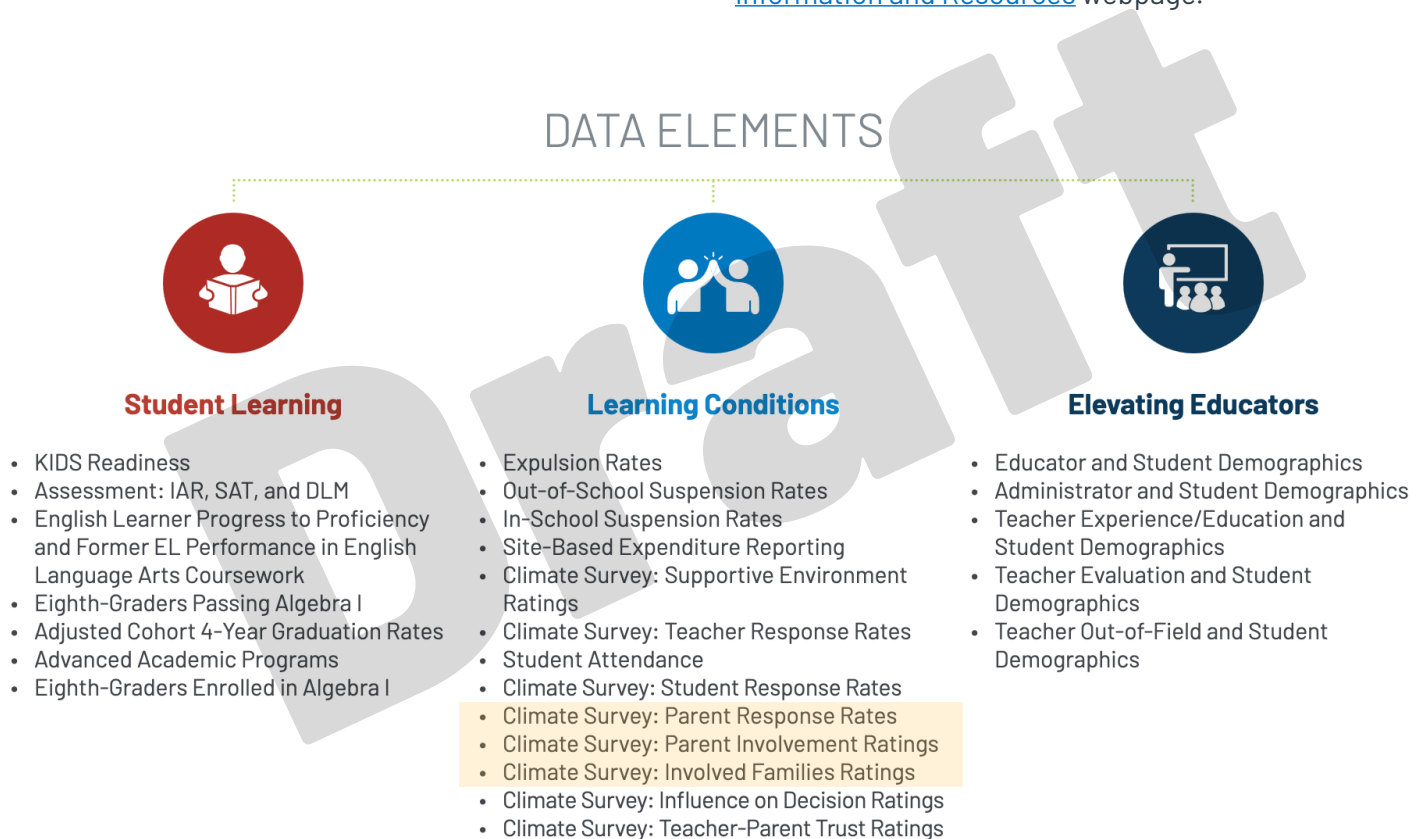 Information and Resources webpage.
DATA ELEMENTS
Draft
Student Learning
• KIDS Readiness
• Assessment: IAR, SAT, and DLM
• English Learner Progress to Proficiency
and Former EL Performance in English
Language Arts Coursework
• Eighth-Graders Passing Algebra I
• Adjusted Cohort 4-Year Graduation Rates
• Advanced Academic Programs
• Eighth-Graders Enrolled in Algebra I
Learning Conditions
• Expulsion Rates
• Out-of-School Suspension Rates
• In-School Suspension Rates
• Site-Based Expenditure Reporting
• Climate Survey: Supportive Environment
Ratings
• Climate Survey: Teacher Response Rates
• Student Attendance
• Climate Survey: Student Response Rates
• Climate Survey: Parent Response Rates
• Climate Survey: Parent Involvement Ratings
• Climate Survey: Involved Families Ratings
• Climate Survey: Influence on Decision Ratings
• Climate Survey: Teacher-Parent Trust Ratings
Elevating Educators
• Educator and Student Demographics
• Administrator and Student Demographics
• Teacher Experience/Education and
Student Demographics
• Teacher Evaluation and Student
Demographics
• Teacher Out-of-Field and Student
Demographics